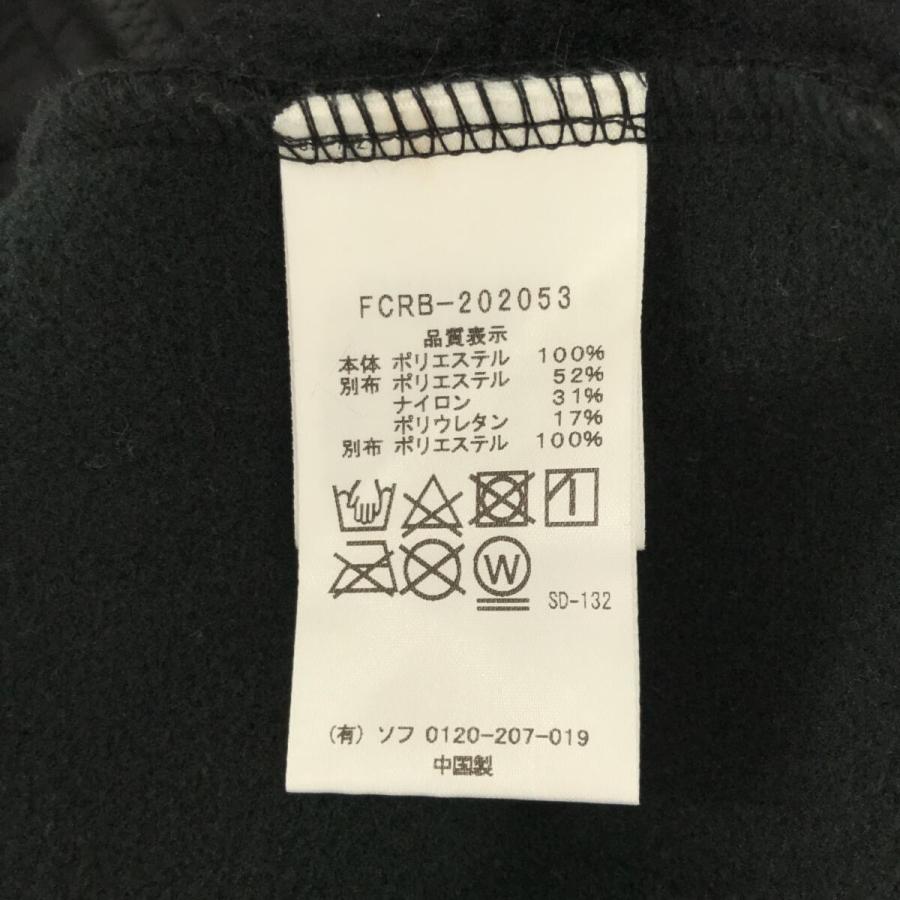 FCRB-202053
品質表示
本体 ポリエステル 100%
別布 ポリエステル 52%
ナイロン 31%
ポリウレタン 17%
別布 ポリエステル 100%
W
SD-132
(有) ソフ 0120-207-019
中国製